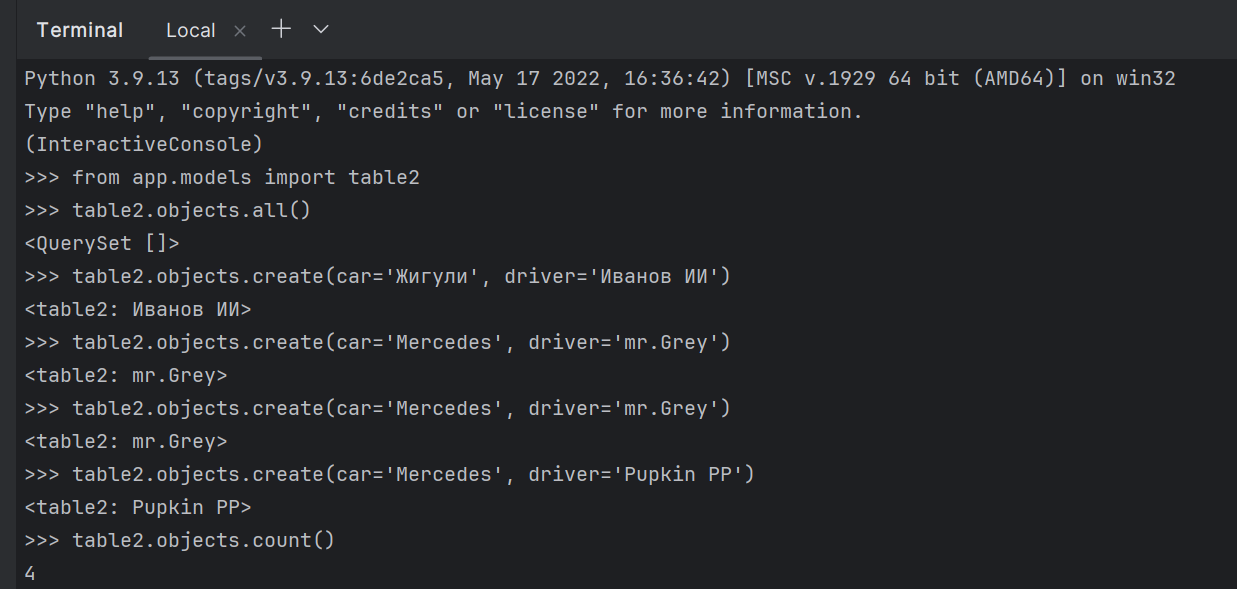 Terminal Local × + 
Python 3.9.13 (tags/v3.9.13:6de2ca5, May 17 2022, 16:36:42) [MSC v.1929 64 bit (AMD64)] on win32
Type "help", "copyright", "credits" or "license" for more information.
(InteractiveConsole)
>>> from app.models import table2
>>> table2.objects.all()
<QuerySet []>
>>> table2.objects.create(car='Жигули', driver='Иванов ИИ')
<table2: Иванов ИИ>
>>> table2.objects.create(car='Mercedes', driver='mr.Grey')
<table2: mr.Grey>
>>> table2.objects.create(car='Mercedes', driver='mr.Grey')
<table2: mr.Grey>
>>> table2.objects.create(car='Mercedes', driver='Pupkin PP')
<table2: Pupkin PP>
>>> table2.objects.count()
4